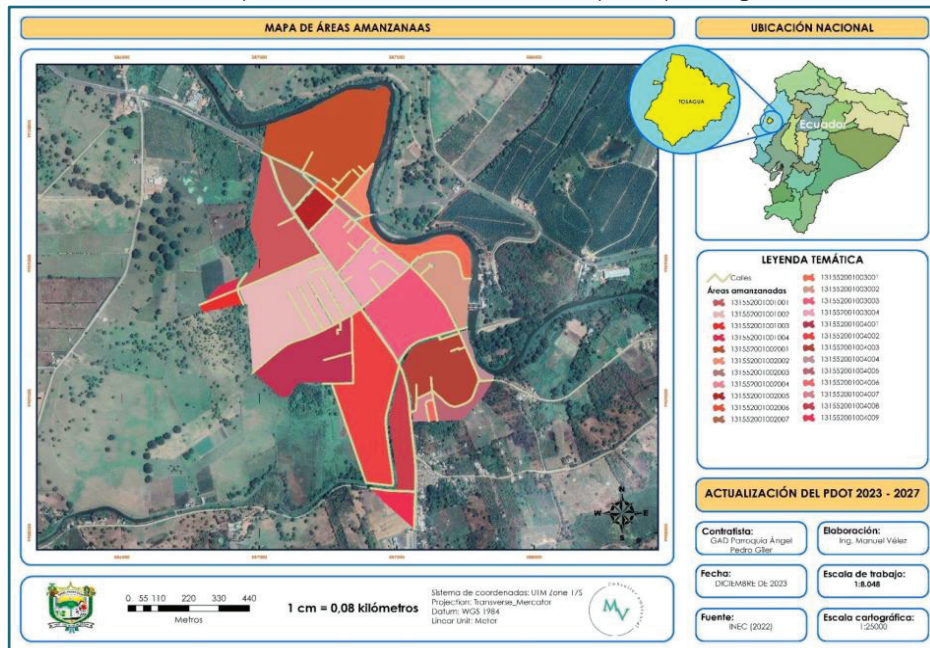 MAPA DE ÁREAS AMANZANAAS
UBICACIÓN NACIONAL
TOSAGUA
Ecuador
LEYENDA TEMÁTICA
Calles
Áreas amanzanadas
131552001001001
131552001001002
131552001001003
131552001001004
131552001002001
131552001002002
131552001002003
131552001002004
131552001002005
131552001002006
131552001002007
131552001003001
131552001003002
131552001003003
131552001003004
131552001004001
131552001004002
131552001004003
131552001004004
131552001004005
131552001004006
131552001004007
131552001004008
131552001004009
N
W
E
S
ACTUALIZACIÓN DEL PDOT 2023 - 2027
Contratista:
GAD Parroquia Ángel
Pedro Giler
Elaboración:
Ing. Manuel Vélez
Fecha:
DICIEMBRE DE 2023
Escala de trabajo:
1:8.048
Fuente:
INEC (2022)
Escala cartográfica:
1:25000
0 55 110 220 330 440
Metros
1 cm = 0,08 kilómetros
Sistema de coordenadas: UTM Zone 17S
Projection: Transverse_Mercator
Datum: WGS 1984
Linear Unit: Meter
MV